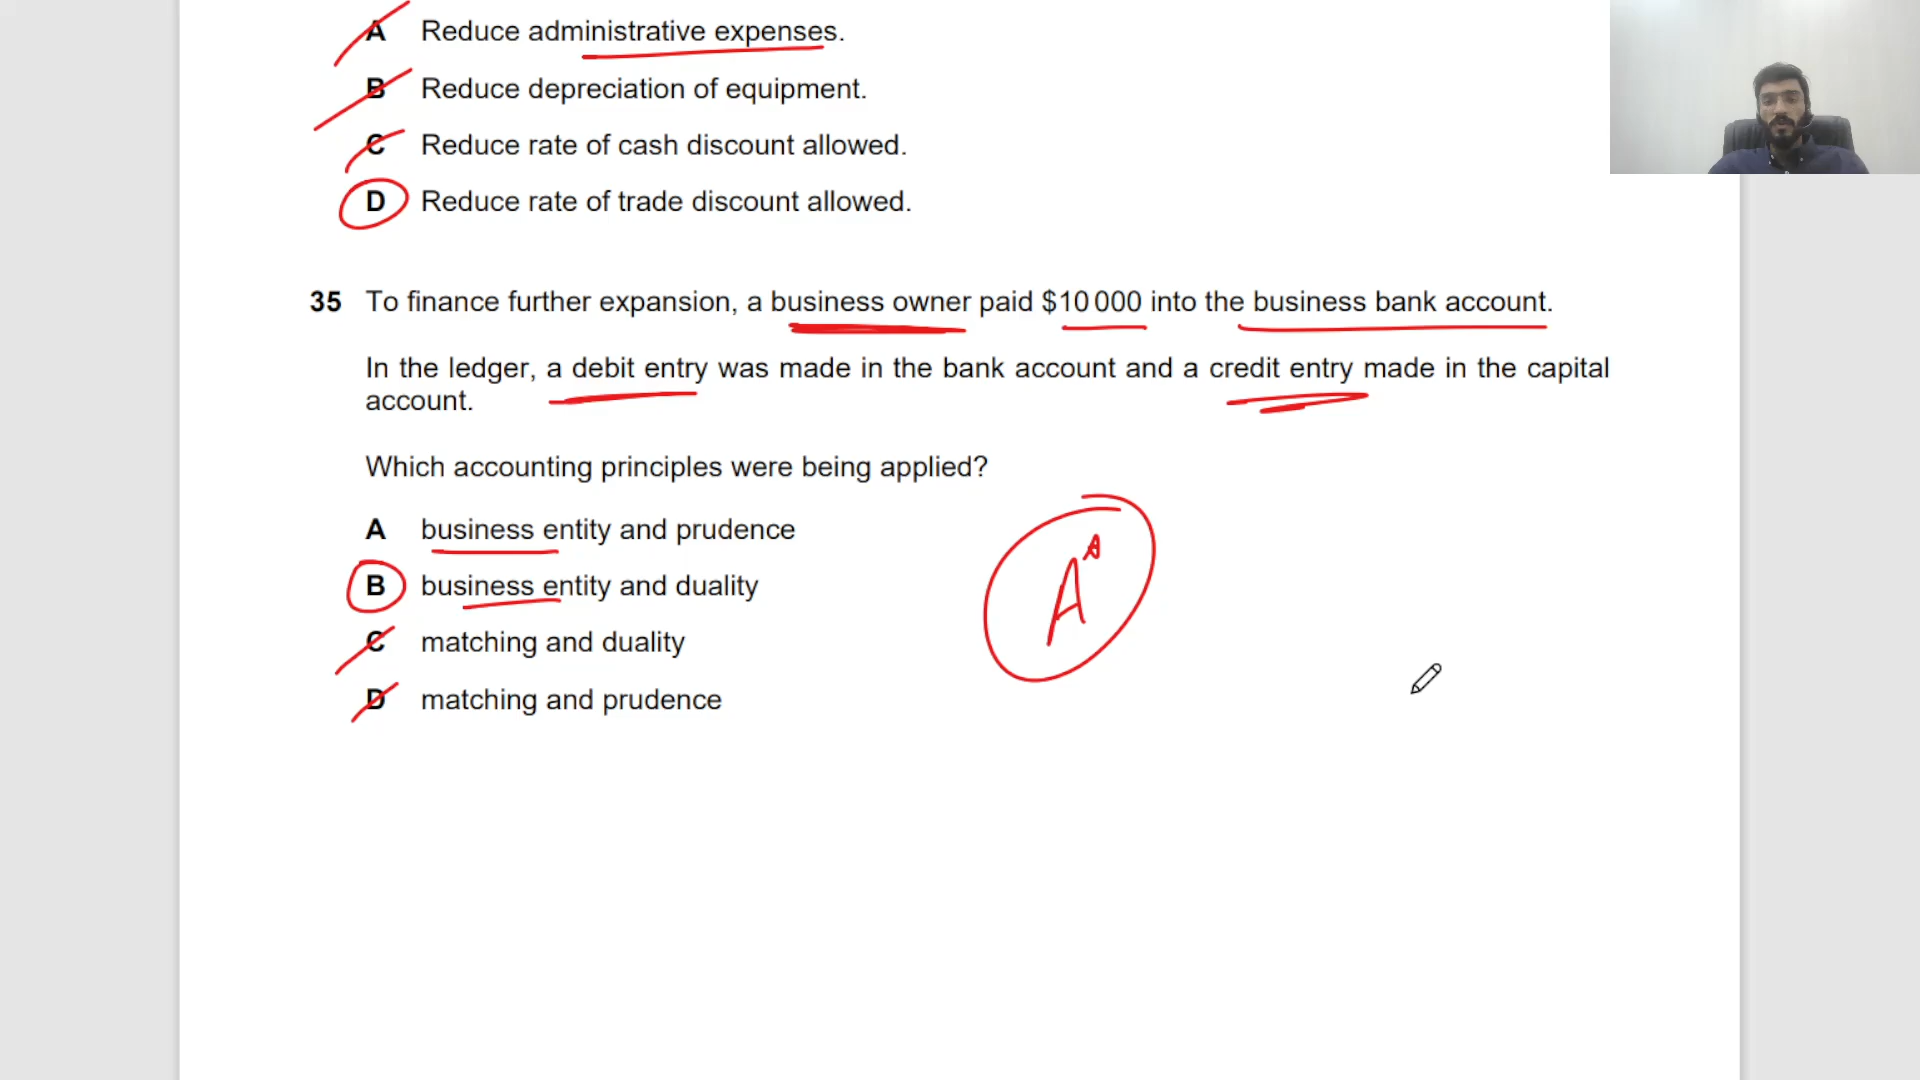 A Reduce administrative expenses.
B Reduce depreciation of equipment.
C Reduce rate of cash discount allowed.
D Reduce rate of trade discount allowed.
35 To finance further expansion, a business owner paid $10 000 into the business bank account.
In the ledger, a debit entry was made in the bank account and a credit entry made in the capital
account.
Which accounting principles were being applied?
A business entity and prudence
B business entity and duality
C matching and duality
D matching and prudence
A A